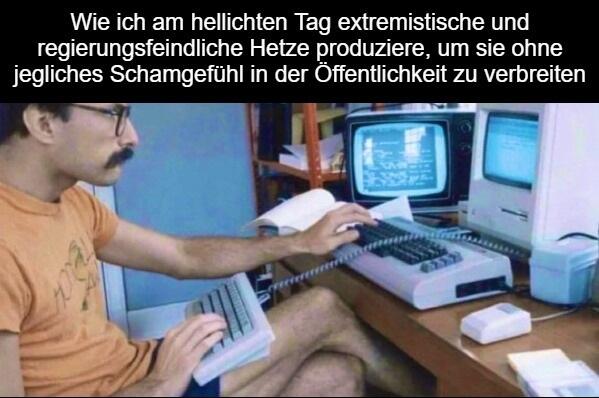 Wie ich am hellichten Tag extremistische und
regierungsfeindliche Hetze produziere, um sie ohne
jegliches Schamgefühl in der Öffentlichkeit zu verbreiten